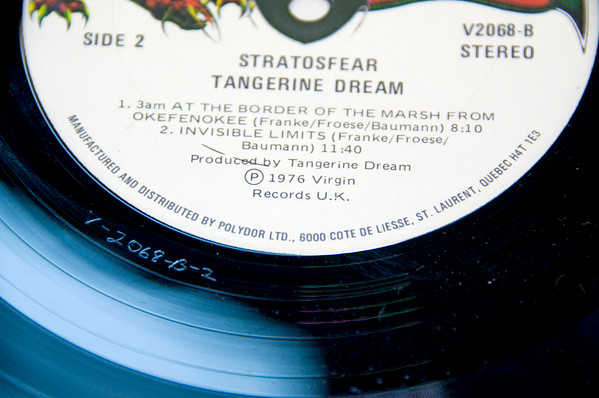 SIDE 2
V2068-B
STEREO
STRATOSFEAR
TANGERINE DREAM
1. 3am AT THE BORDER OF THE MARSH FROM
OKEFENOKEE (Franke/Froese/Baumann) 8:10
2. INVISIBLE LIMITS (Franke/Froese/
Baumann) 11:40
Produced by Tangerine Dream
Ⓟ 1976 Virgin
Records U.K.
MANUFACTURED AND DISTRIBUTED BY POLYDOR LTD., 6000 COTE DE LIESSE, ST. LAURENT, QUEBEC H4T 1E3
V-2068-B-2